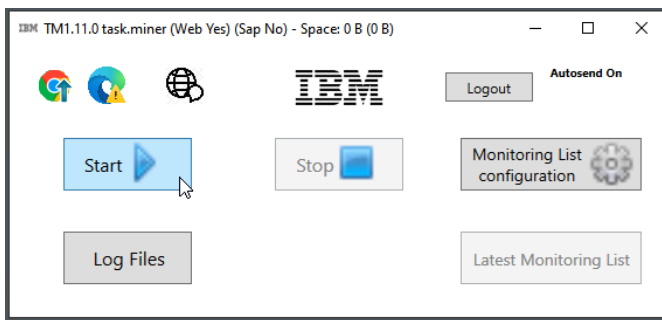 IBM TM1.11.0 task.miner (Web Yes) (Sap No) - Space: 0 B (0 B)
IBM
Logout
Autosend On
Start
Stop
Monitoring List
configuration
Log Files
Latest Monitoring List